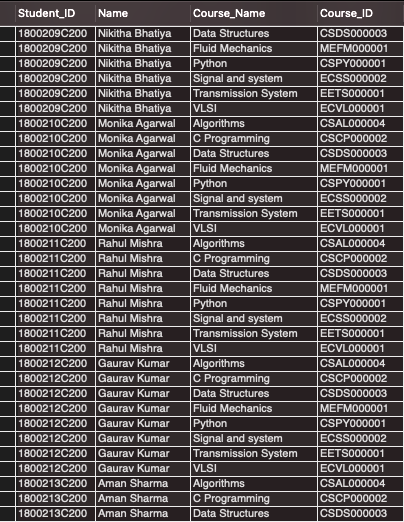 Student_ID Name Course_Name Course_ID
1800209C200 Nikitha Bhatiya Data Structures CSDS000003
1800209C200 Nikitha Bhatiya Fluid Mechanics MEFM000001
1800209C200 Nikitha Bhatiya Python CSPY000001
1800209C200 Nikitha Bhatiya Signal and system ECSS000002
1800209C200 Nikitha Bhatiya Transmission System EETS000001
1800209C200 Nikitha Bhatiya VLSI ECVL000001
1800210C200 Monika Agarwal Algorithms CSAL000004
1800210C200 Monika Agarwal C Programming CSCP000002
1800210C200 Monika Agarwal Data Structures CSDS000003
1800210C200 Monika Agarwal Fluid Mechanics MEFM000001
1800210C200 Monika Agarwal Python CSPY000001
1800210C200 Monika Agarwal Signal and system ECSS000002
1800210C200 Monika Agarwal Transmission System EETS000001
1800210C200 Monika Agarwal VLSI ECVL000001
1800211C200 Rahul Mishra Algorithms CSAL000004
1800211C200 Rahul Mishra C Programming CSCP000002
1800211C200 Rahul Mishra Data Structures CSDS000003
1800211C200 Rahul Mishra Fluid Mechanics MEFM000001
1800211C200 Rahul Mishra Python CSPY000001
1800211C200 Rahul Mishra Signal and system ECSS000002
1800211C200 Rahul Mishra Transmission System EETS000001
1800211C200 Rahul Mishra VLSI ECVL000001
1800212C200 Gaurav Kumar Algorithms CSAL000004
1800212C200 Gaurav Kumar C Programming CSCP000002
1800212C200 Gaurav Kumar Data Structures CSDS000003
1800212C200 Gaurav Kumar Fluid Mechanics MEFM000001
1800212C200 Gaurav Kumar Python CSPY000001
1800212C200 Gaurav Kumar Signal and system ECSS000002
1800212C200 Gaurav Kumar Transmission System EETS000001
1800212C200 Gaurav Kumar VLSI ECVL000001
1800213C200 Aman Sharma Algorithms CSAL000004
1800213C200 Aman Sharma C Programming CSCP000002
1800213C200 Aman Sharma Data Structures CSDS000003